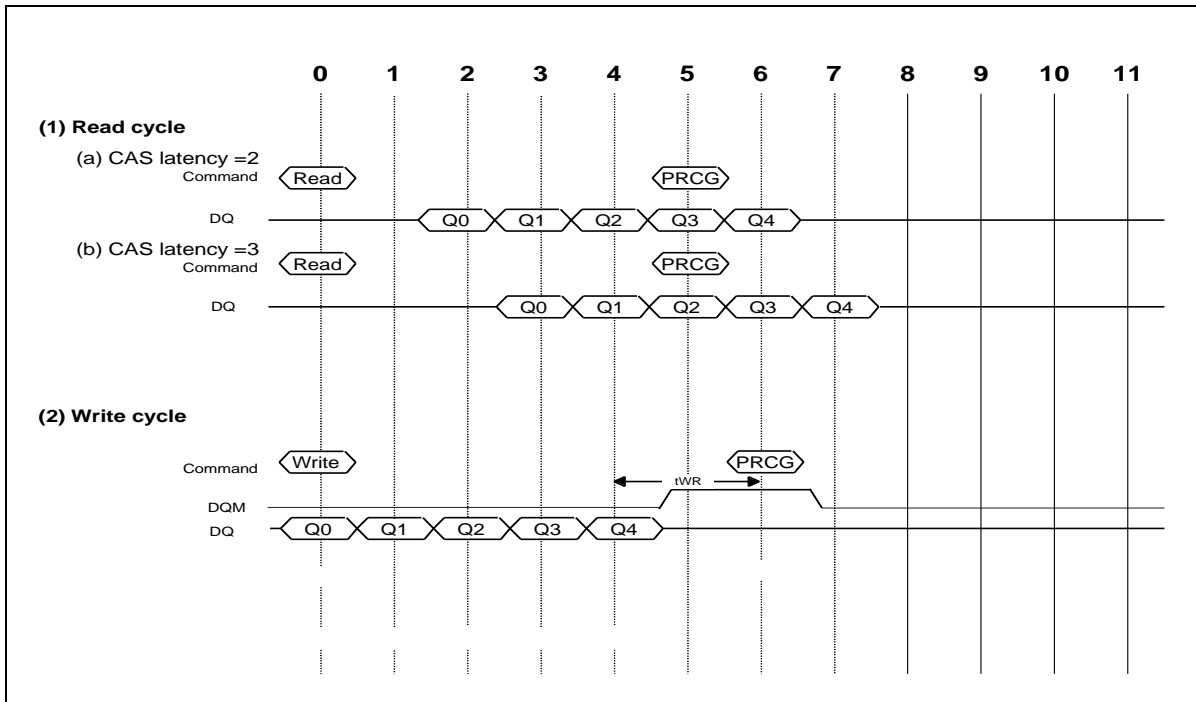 0 1 2 3 4 5 6 7 8 9 10 11
(1) Read cycle
(a) CAS latency =2
Command Read PRCG
DQ Q0 Q1 Q2 Q3 Q4
(b) CAS latency =3
Command Read PRCG
DQ Q0 Q1 Q2 Q3 Q4
(2) Write cycle
Command Write PRCG
tWR
DQM
DQ Q0 Q1 Q2 Q3 Q4